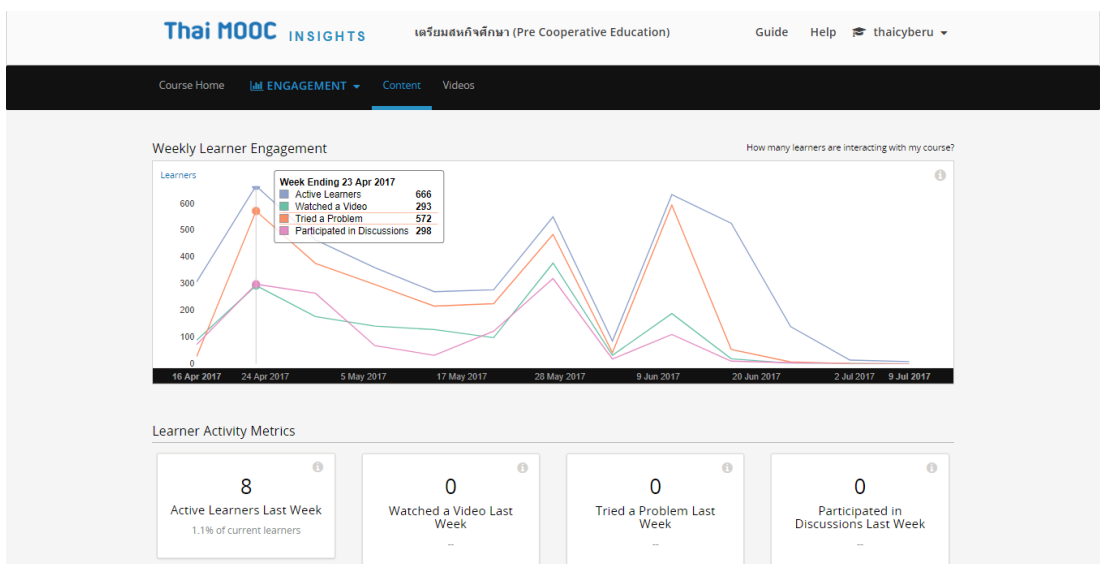 Thai MOOC INSIGHTS
เตรียมสหกิจศึกษา (Pre Cooperative Education)
Guide Help thaicyberu
Course Home ENGAGEMENT Content Videos
Weekly Learner Engagement
How many learners are interacting with my course?
Learners
Week Ending 23 Apr 2017
Active Learners 666
Watched a Video 293
Tried a Problem 572
Participated in Discussions 298
600
500
400
300
200
100
0
16 Apr 2017 24 Apr 2017 5 May 2017 17 May 2017 28 May 2017 9 Jun 2017 20 Jun 2017 2 Jul 2017 9 Jul 2017
Learner Activity Metrics
8
Active Learners Last Week
1.1% of current learners
0
Watched a Video Last
Week
--
0
Tried a Problem Last
Week
--
0
Participated in
Discussions Last Week
--